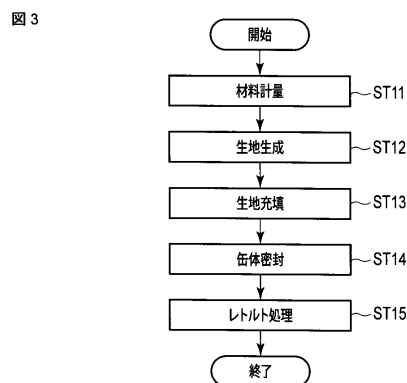 図 3
開始
材料計量 ST11
生地生成 ST12
生地充填 ST13
缶体密封 ST14
レトルト処理 ST15
終了